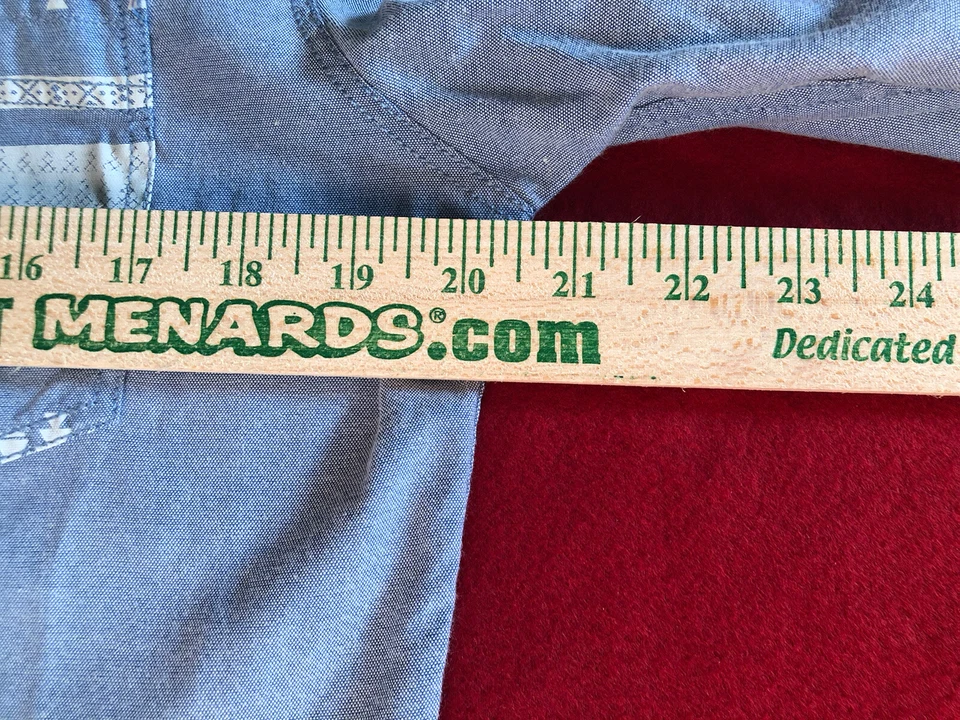 16 17 18 19 20 21 22 23 24
MENARDS®.com Dedicated